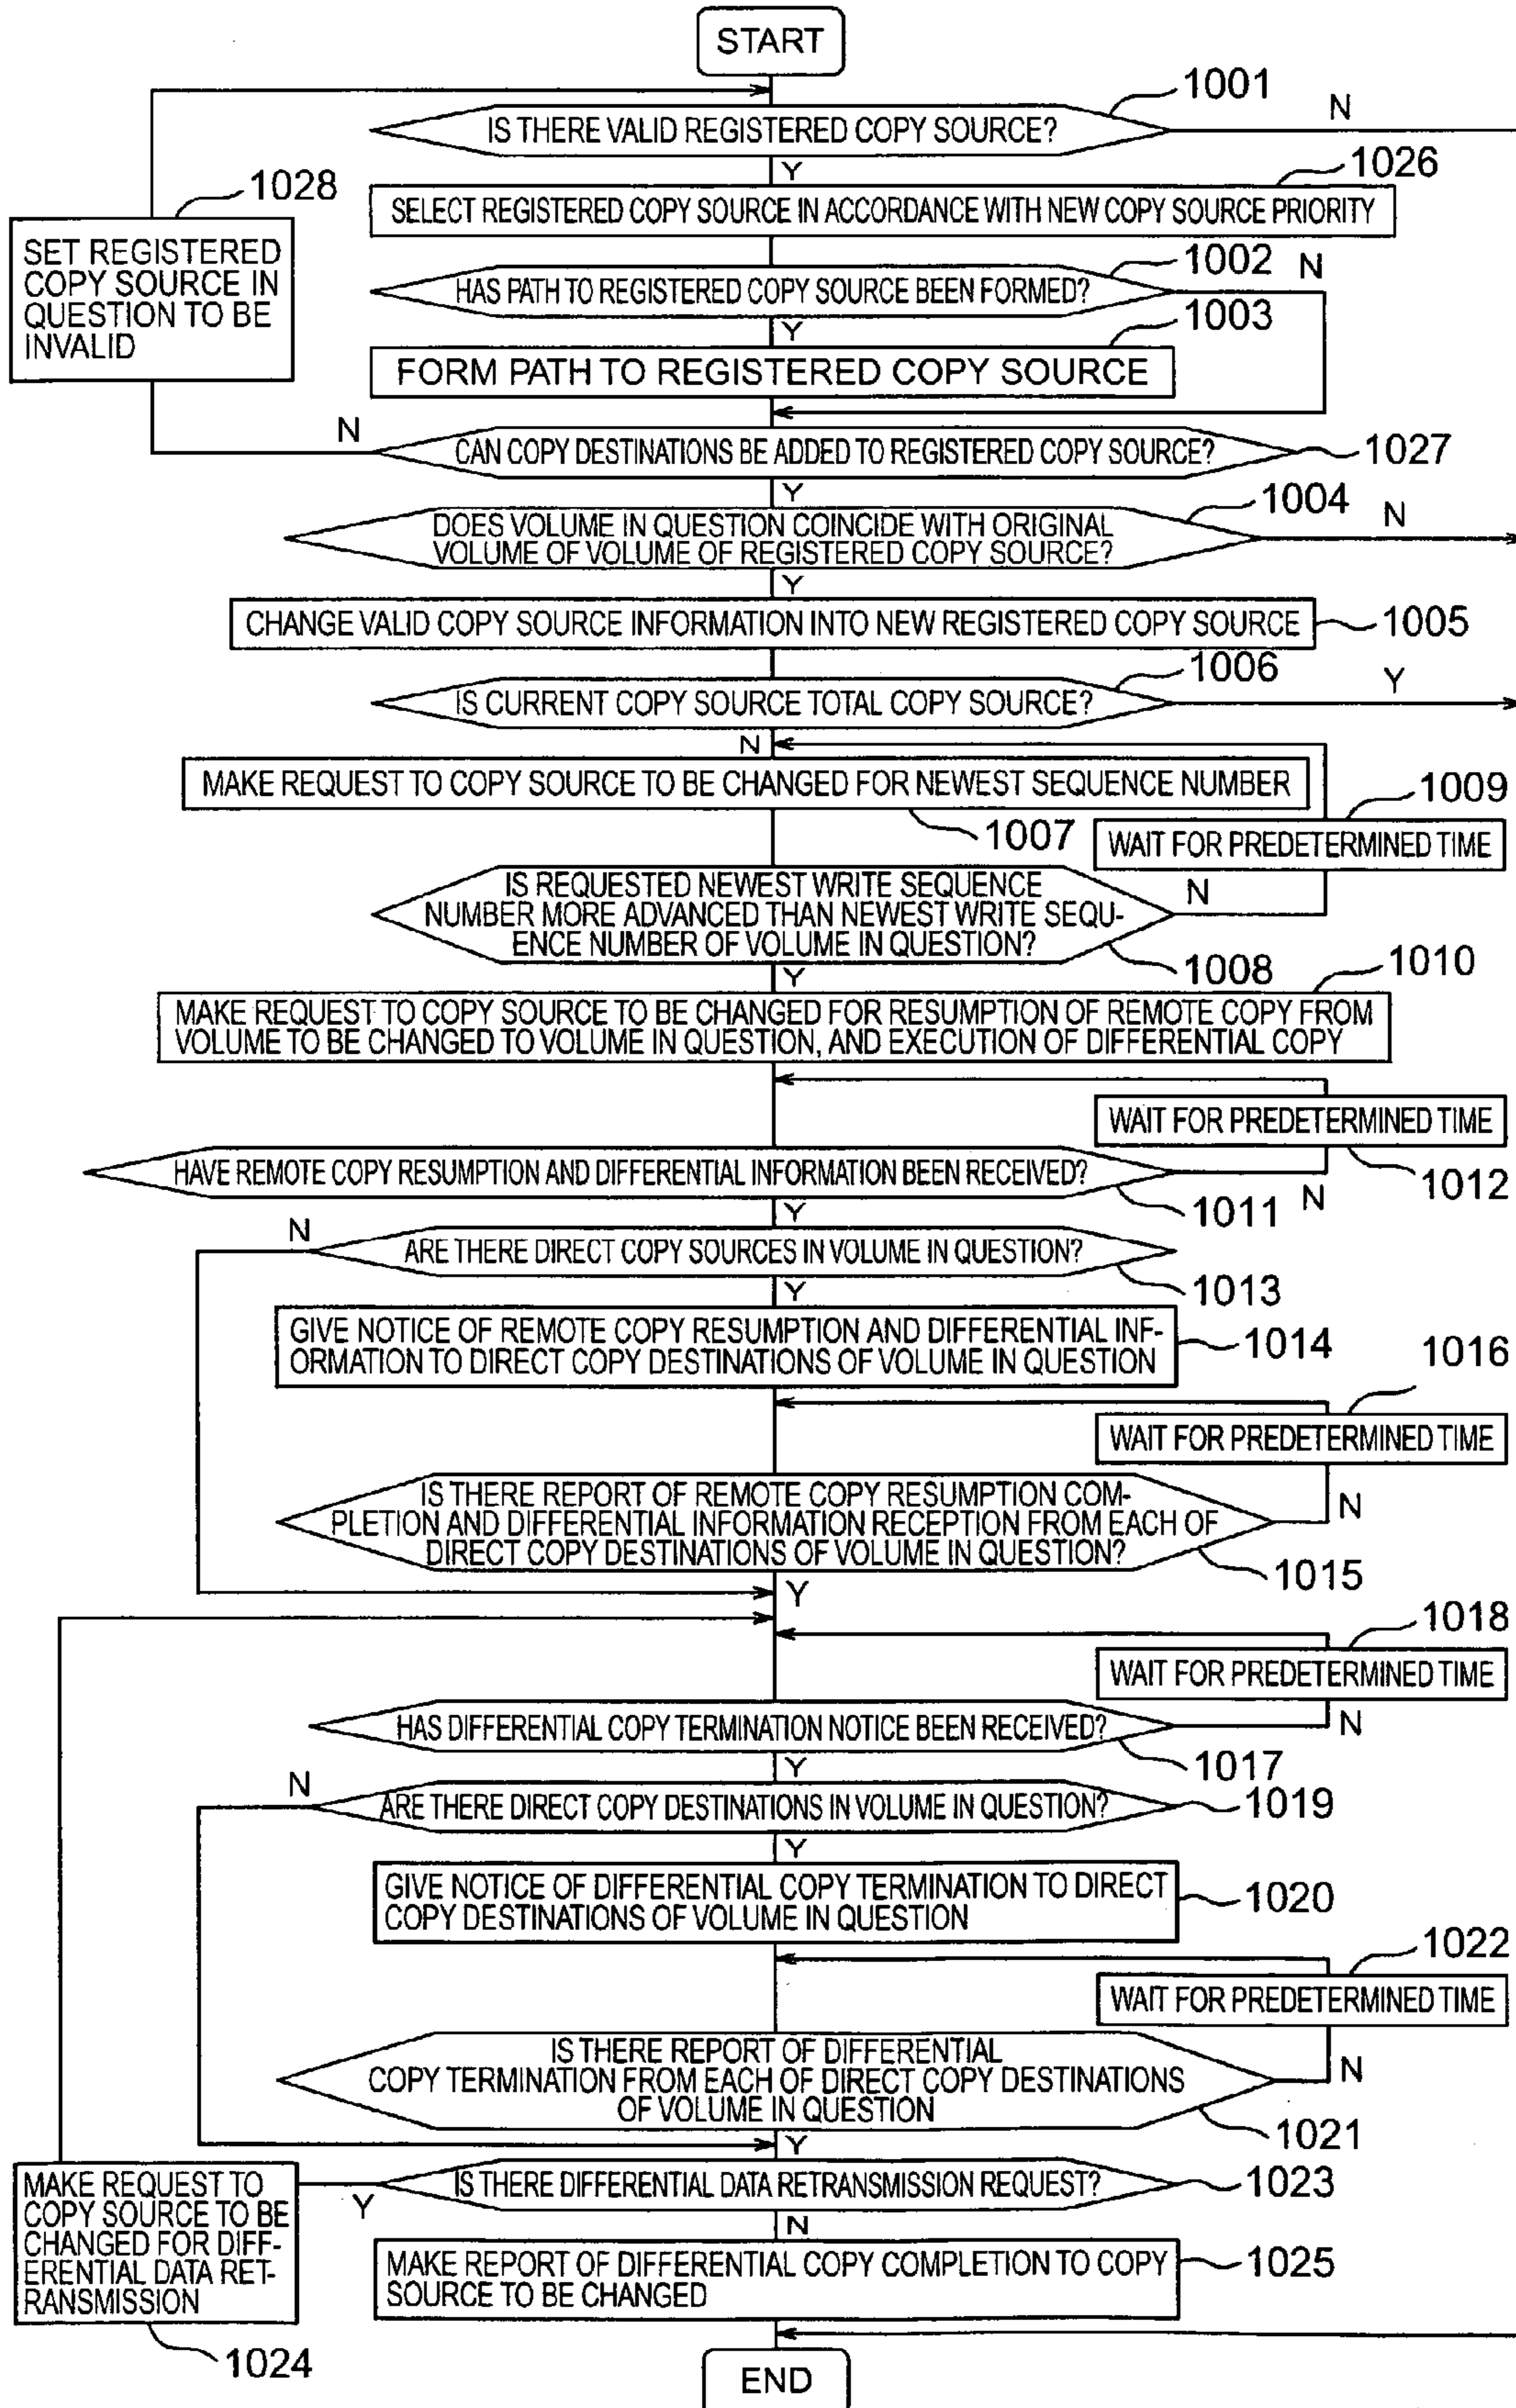 START
1001
N
IS THERE VALID REGISTERED COPY SOURCE?
Y
1026
1028
SELECT REGISTERED COPY SOURCE IN ACCORDANCE WITH NEW COPY SOURCE PRIORITY
SET REGISTERED
COPY SOURCE IN
QUESTION TO BE
INVALID
1002
N
HAS PATH TO REGISTERED COPY SOURCE BEEN FORMED?
Y
1003
FORM PATH TO REGISTERED COPY SOURCE
N
CAN COPY DESTINATIONS BE ADDED TO REGISTERED COPY SOURCE?
1027
Y
1004
N
DOES VOLUME IN QUESTION COINCIDE WITH ORIGINAL
VOLUME OF VOLUME OF REGISTERED COPY SOURCE?
Y
CHANGE VALID COPY SOURCE INFORMATION INTO NEW REGISTERED COPY SOURCE
1005
1006
Y
IS CURRENT COPY SOURCE TOTAL COPY SOURCE?
N
MAKE REQUEST TO COPY SOURCE TO BE CHANGED FOR NEWEST SEQUENCE NUMBER
1009
1007
WAIT FOR PREDETERMINED TIME
IS REQUESTED NEWEST WRITE SEQUENCE
NUMBER MORE ADVANCED THAN NEWEST WRITE SEQU-
ENCE NUMBER OF VOLUME IN QUESTION?
N
1008
Y
1010
MAKE REQUEST TO COPY SOURCE TO BE CHANGED FOR RESUMPTION OF REMOTE COPY FROM
VOLUME TO BE CHANGED TO VOLUME IN QUESTION, AND EXECUTION OF DIFFERENTIAL COPY
WAIT FOR PREDETERMINED TIME
HAVE REMOTE COPY RESUMPTION AND DIFFERENTIAL INFORMATION BEEN RECEIVED?
1012
N
1011
Y
N
ARE THERE DIRECT COPY SOURCES IN VOLUME IN QUESTION?
1013
Y
GIVE NOTICE OF REMOTE COPY RESUMPTION AND DIFFERENTIAL INF-
ORMATION TO DIRECT COPY DESTINATIONS OF VOLUME IN QUESTION
1014
1016
WAIT FOR PREDETERMINED TIME
IS THERE REPORT OF REMOTE COPY RESUMPTION COM-
PLETION AND DIFFERENTIAL INFORMATION RECEPTION FROM EACH OF
DIRECT COPY DESTINATIONS OF VOLUME IN QUESTION?
N
1015
Y
1018
WAIT FOR PREDETERMINED TIME
HAS DIFFERENTIAL COPY TERMINATION NOTICE BEEN RECEIVED?
N
1017
Y
N
ARE THERE DIRECT COPY DESTINATIONS IN VOLUME IN QUESTION?
1019
Y
GIVE NOTICE OF DIFFERENTIAL COPY TERMINATION TO DIRECT
COPY DESTINATIONS OF VOLUME IN QUESTION
1020
1022
WAIT FOR PREDETERMINED TIME
IS THERE REPORT OF DIFFERENTIAL
COPY TERMINATION FROM EACH OF DIRECT COPY DESTINATIONS
OF VOLUME IN QUESTION
N
1021
Y
IS THERE DIFFERENTIAL DATA RETRANSMISSION REQUEST?
1023
Y
MAKE REQUEST TO
COPY SOURCE TO BE
CHANGED FOR DIFF-
ERENTIAL DATA RET-
RANSMISSION
N
MAKE REPORT OF DIFFERENTIAL COPY COMPLETION TO COPY
SOURCE TO BE CHANGED
1025
1024
END